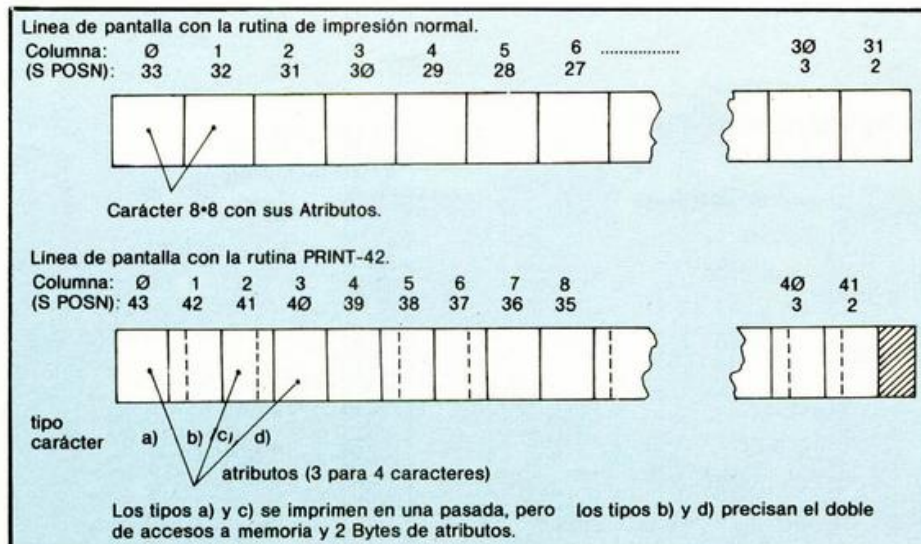 Línea de pantalla con la rutina de impresión normal.
Columna: Ø 1 2 3 4 5 6 ............... 3Ø 31
(S POSN): 33 32 31 3Ø 29 28 27 3 2
Carácter 8•8 con sus Atributos.
Línea de pantalla con la rutina PRINT-42.
Columna: Ø 1 2 3 4 5 6 7 8 4Ø 41
(S POSN): 43 42 41 4Ø 39 38 37 36 35 3 2
tipo
carácter a) b) c) d)
atributos (3 para 4 caracteres)
Los tipos a) y c) se imprimen en una pasada, pero los tipos b) y d) precisan el doble
de accesos a memoria y 2 Bytes de atributos.